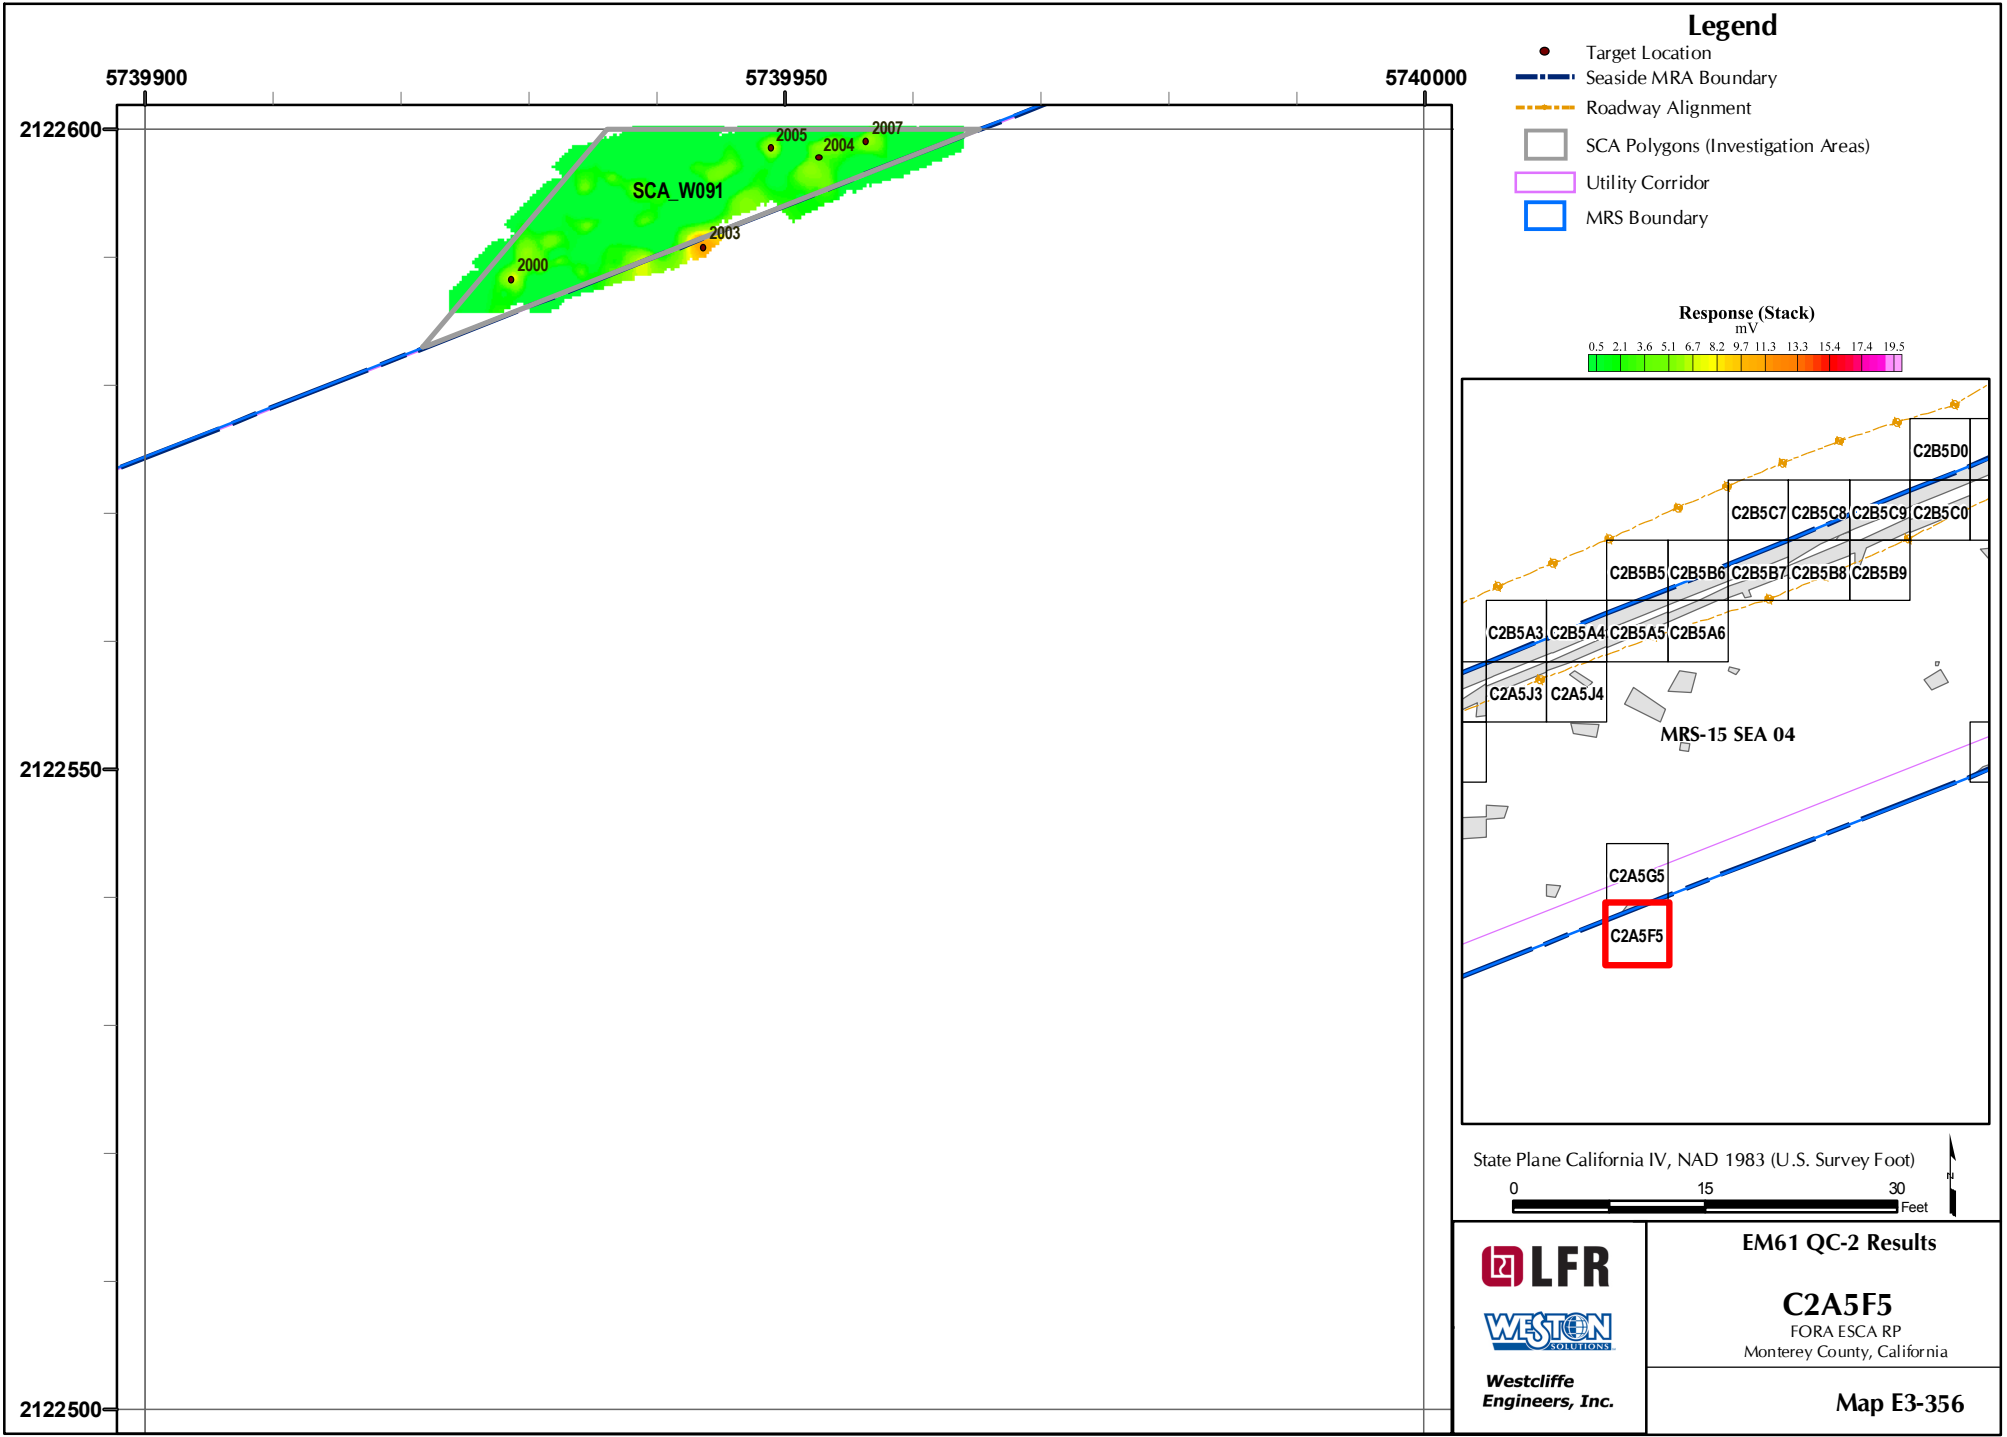 5739900
5739950
5740000
2122600
2122550
2122500
2005
2007
2004
SCA_W091
2003
2000
Legend
Target Location
Seaside MRA Boundary
Roadway Alignment
SCA Polygons (Investigation Areas)
Utility Corridor
MRS Boundary
Response (Stack)
mV
0.5 2.1 3.6 5.1 6.7 8.2 9.7 11.3 13.3 15.4 17.4 19.5
C2B5D0
C2B5C7 C2B5C8 C2B5C9 C2B5C0
C2B5B5 C2B5B6 C2B5B7 C2B5B8 C2B5B9
C2B5A3 C2B5A4 C2B5A5 C2B5A6
C2A5J3 C2A5J4
MRS-15 SEA 04
C2A5G5
C2A5F5
State Plane California IV, NAD 1983 (U.S. Survey Foot)
N
0 15 30
Feet
LFR
WESTON
SOLUTIONS
Westcliffe
Engineers, Inc.
EM61 QC-2 Results
C2A5F5
FORA ESCA RP
Monterey County, California
Map E3-356